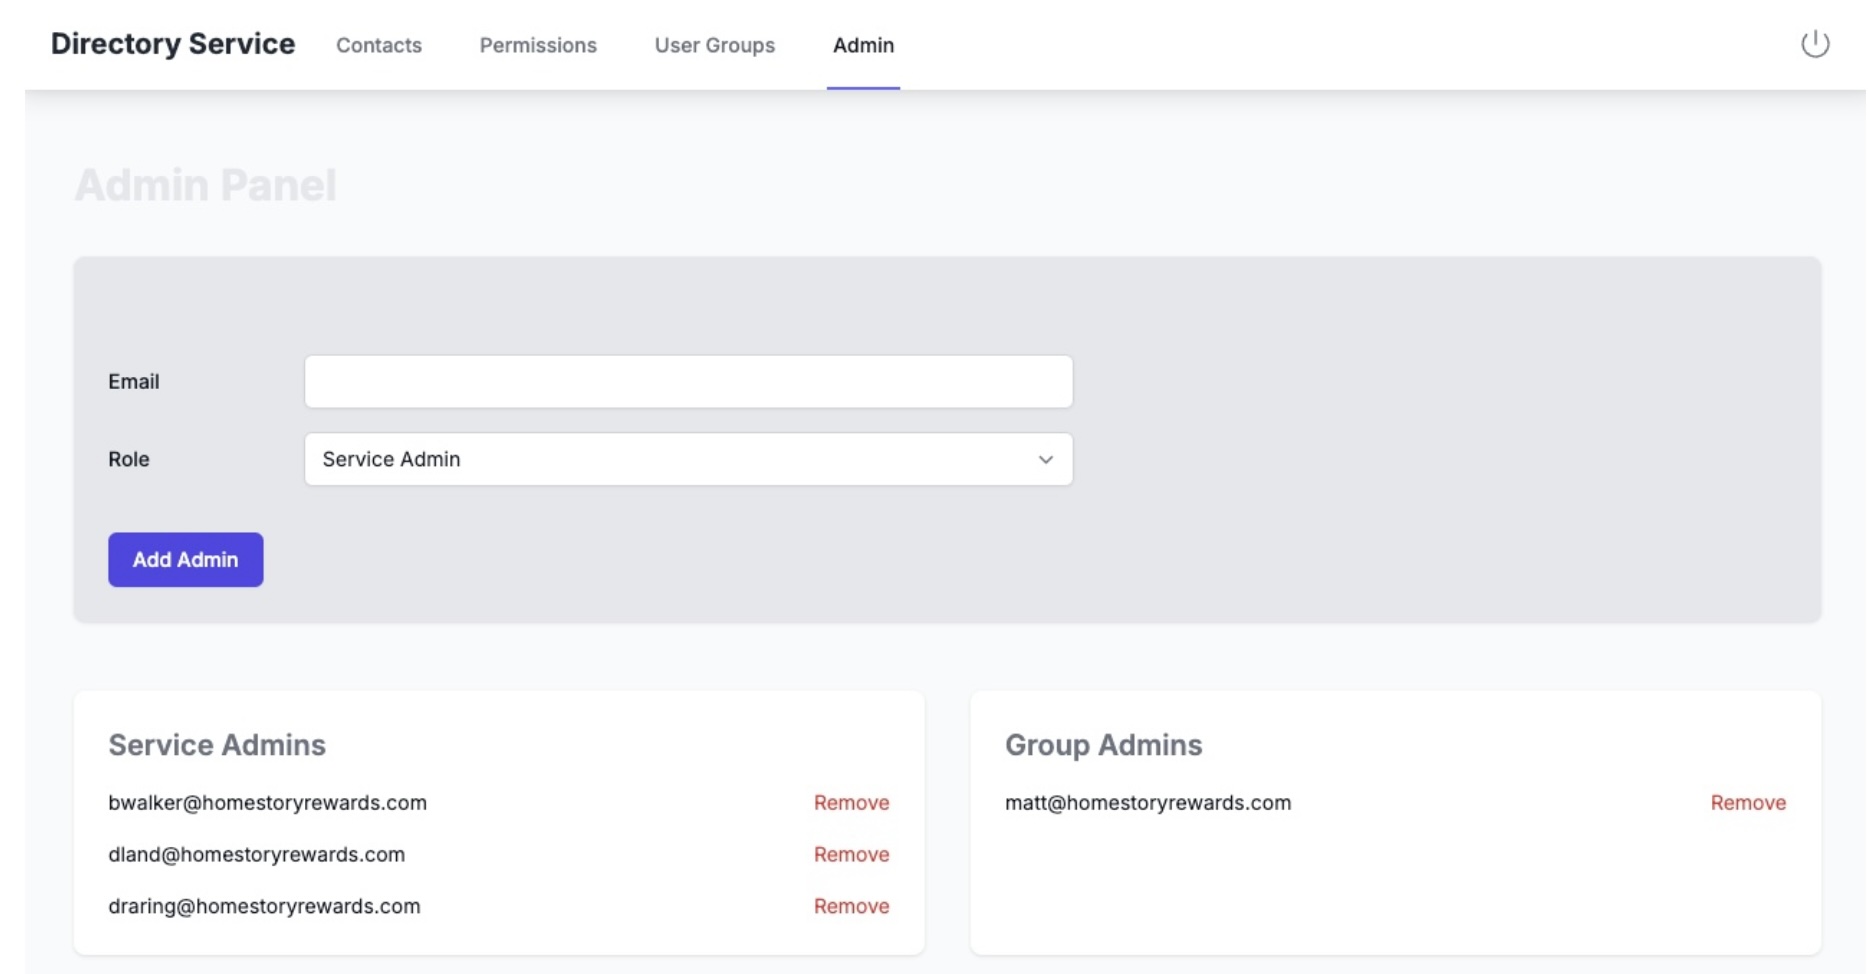 Directory Service Contacts Permissions User Groups Admin
Admin Panel
Email
Role Service Admin
Add Admin
Service Admins
bwalker@homestoryrewards.com Remove
dland@homestoryrewards.com Remove
draring@homestoryrewards.com Remove
Group Admins
matt@homestoryrewards.com Remove